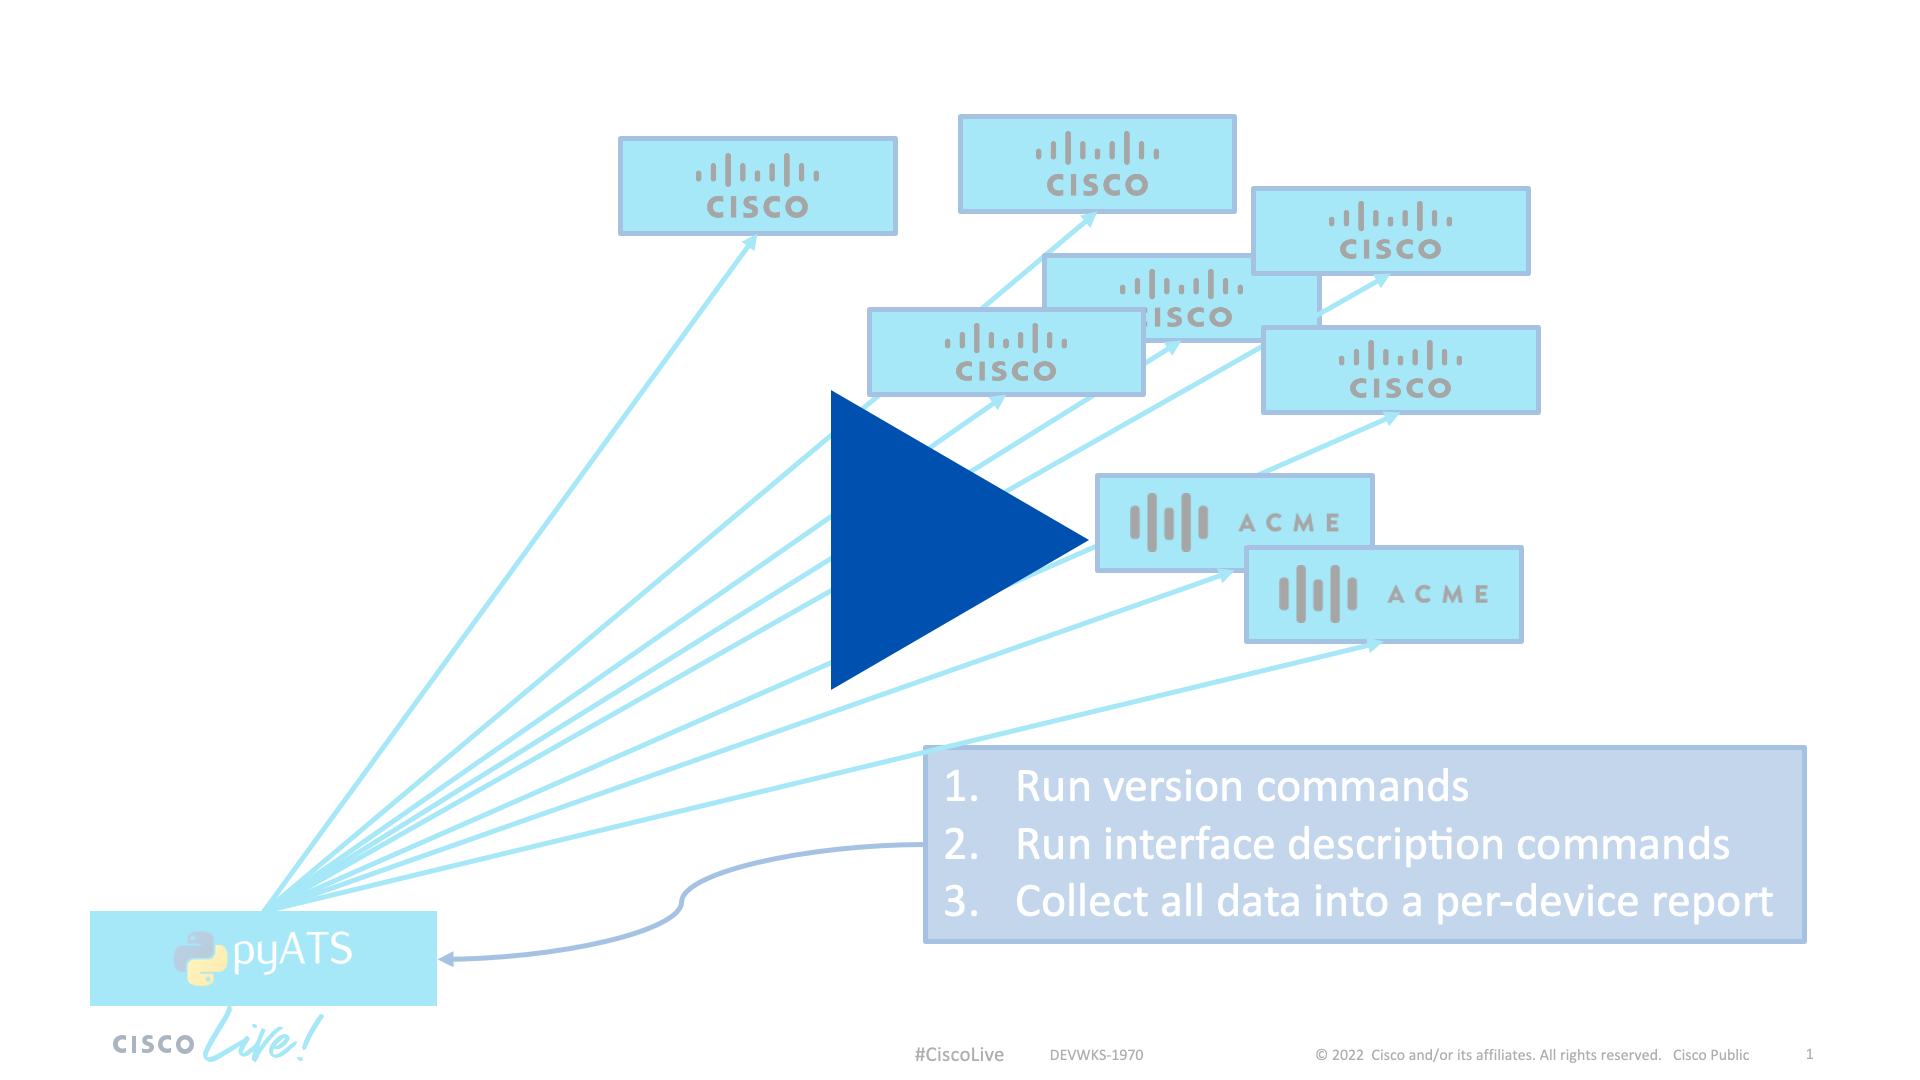 CISCO
CISCO
CISCO
CISCO
CISCO
CISCO
ACME
ACME
1. Run version commands
2. Run interface description commands
3. Collect all data into a per-device report
pyATS
CISCO Live!
#CiscoLive
DEVWKS-1970
© 2022 Cisco and/or its affiliates. All rights reserved. Cisco Public
1